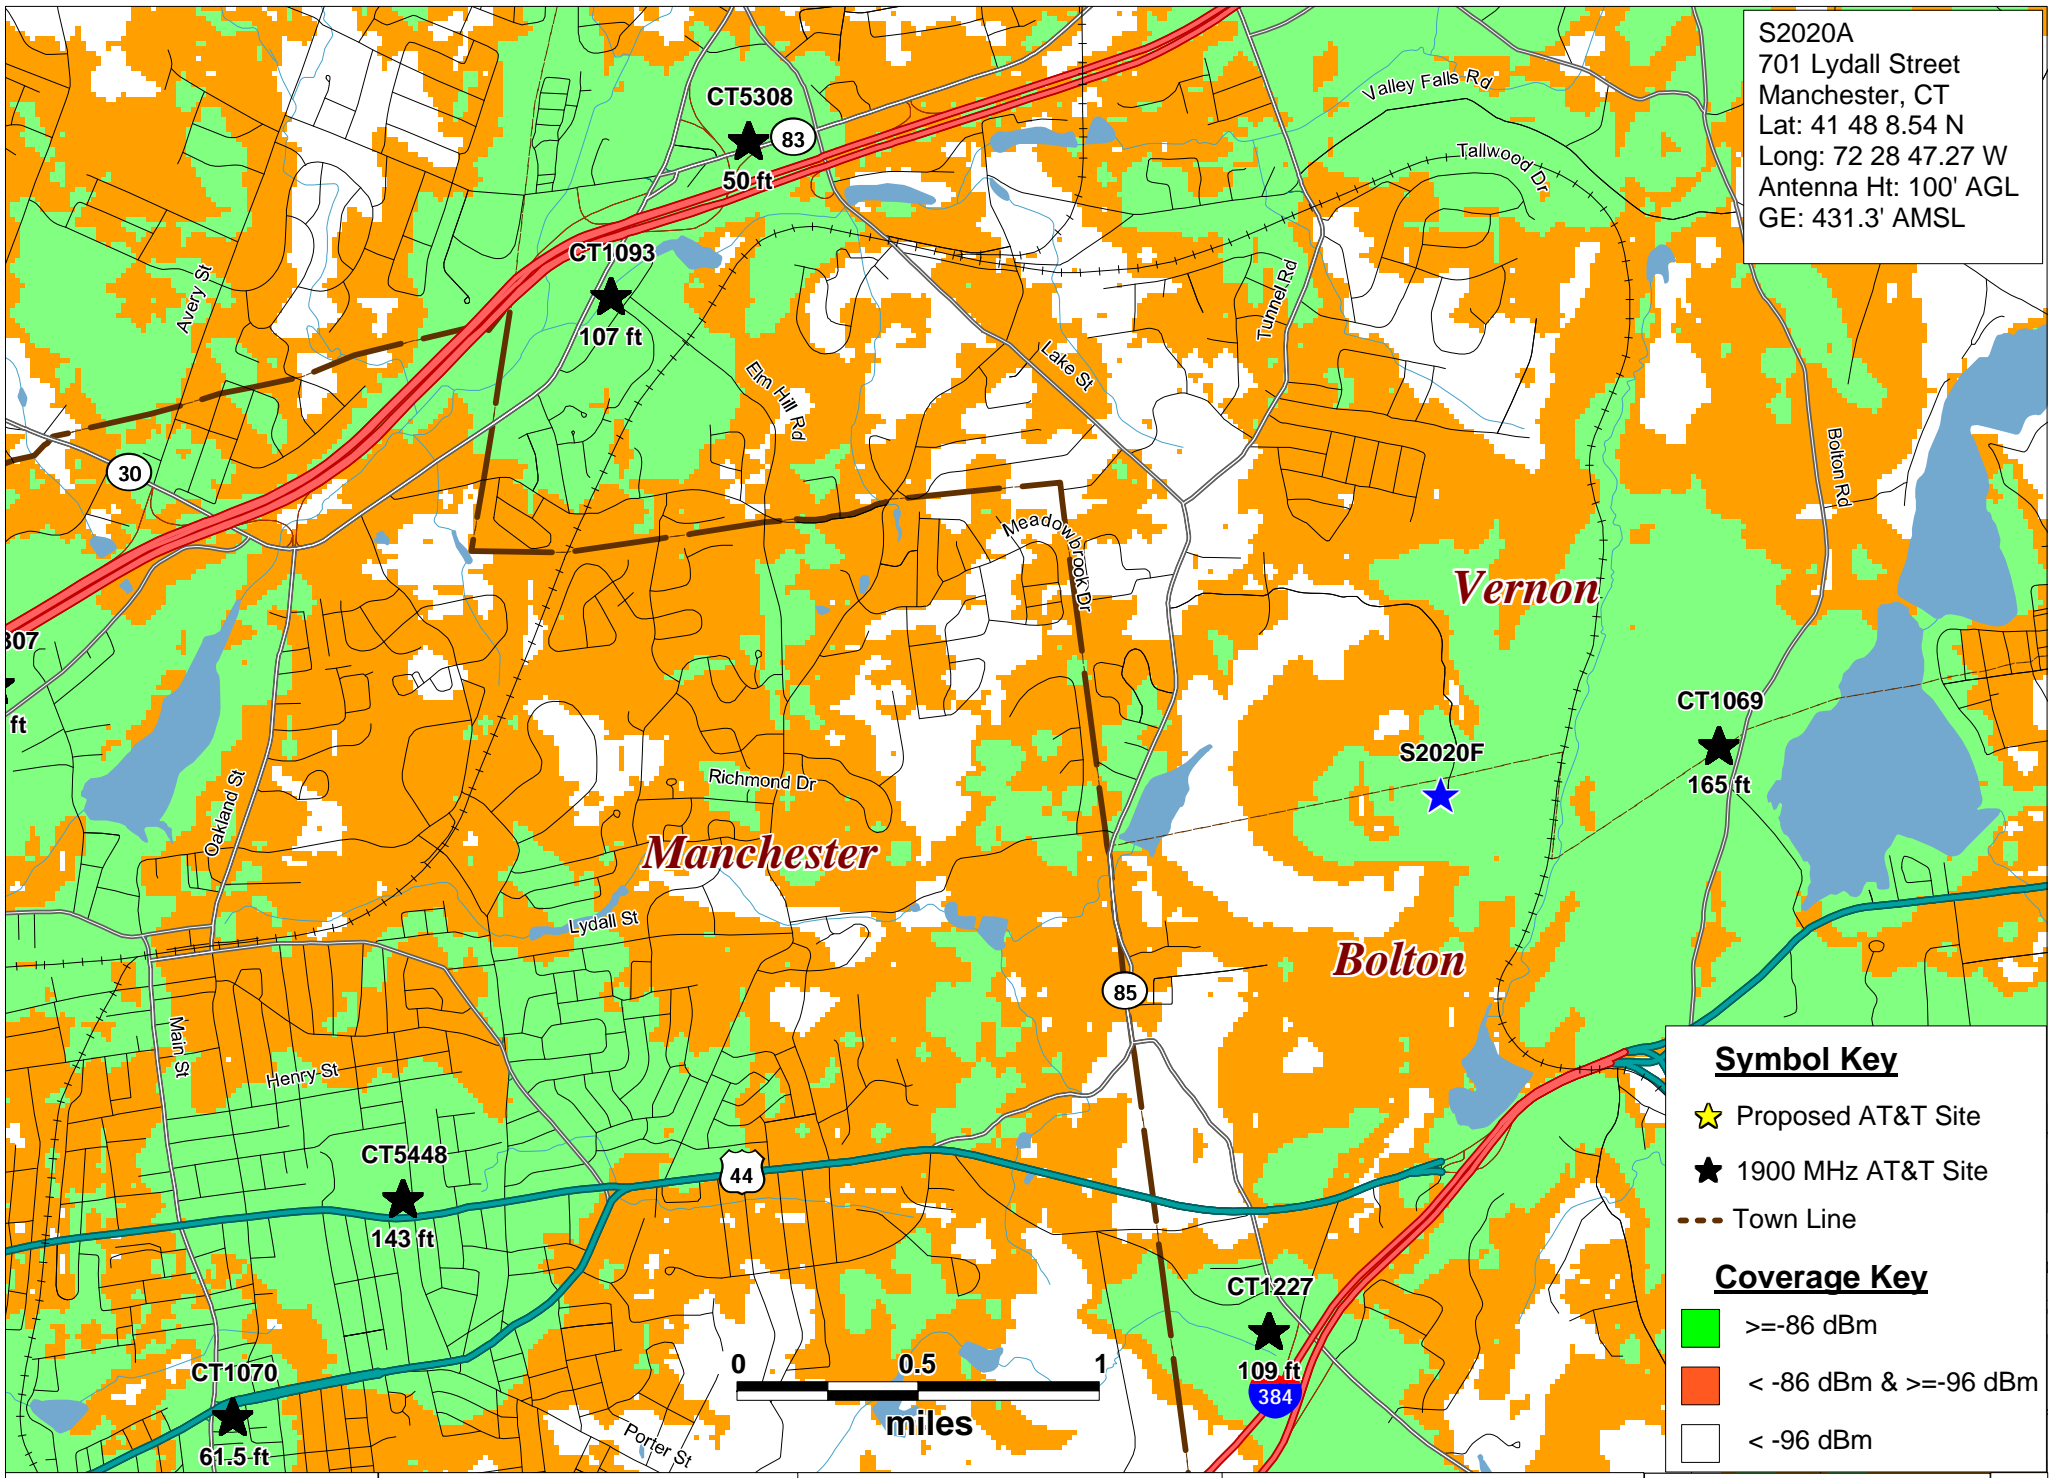 S2020A
701 Lydall Street
Manchester, CT
Lat: 41 48 8.54 N
Long: 72 28 47.27 W
Antenna Ht: 100' AGL
GE: 431.3' AMSL
Valley Falls Rd
CT5308
83
50 ft
Tallwood Dr
CT1093
107 ft
Avery St
Tunnel Rd
Lake St
Elm Hill Rd
30
Bolton Rd
Meadowbrook Dr
Vernon
307
ft
CT1069
165 ft
S2020F
Richmond Dr
Oakland St
Manchester
Lydall St
Bolton
85
Main St
Henry St
CT5448
143 ft
44
CT1227
109 ft
384
CT1070
61.5 ft
Porter St
0 0.5 1
miles
Symbol Key
Proposed AT&T Site
1900 MHz AT&T Site
Town Line
Coverage Key
>=-86 dBm
< -86 dBm & >=-96 dBm
< -96 dBm